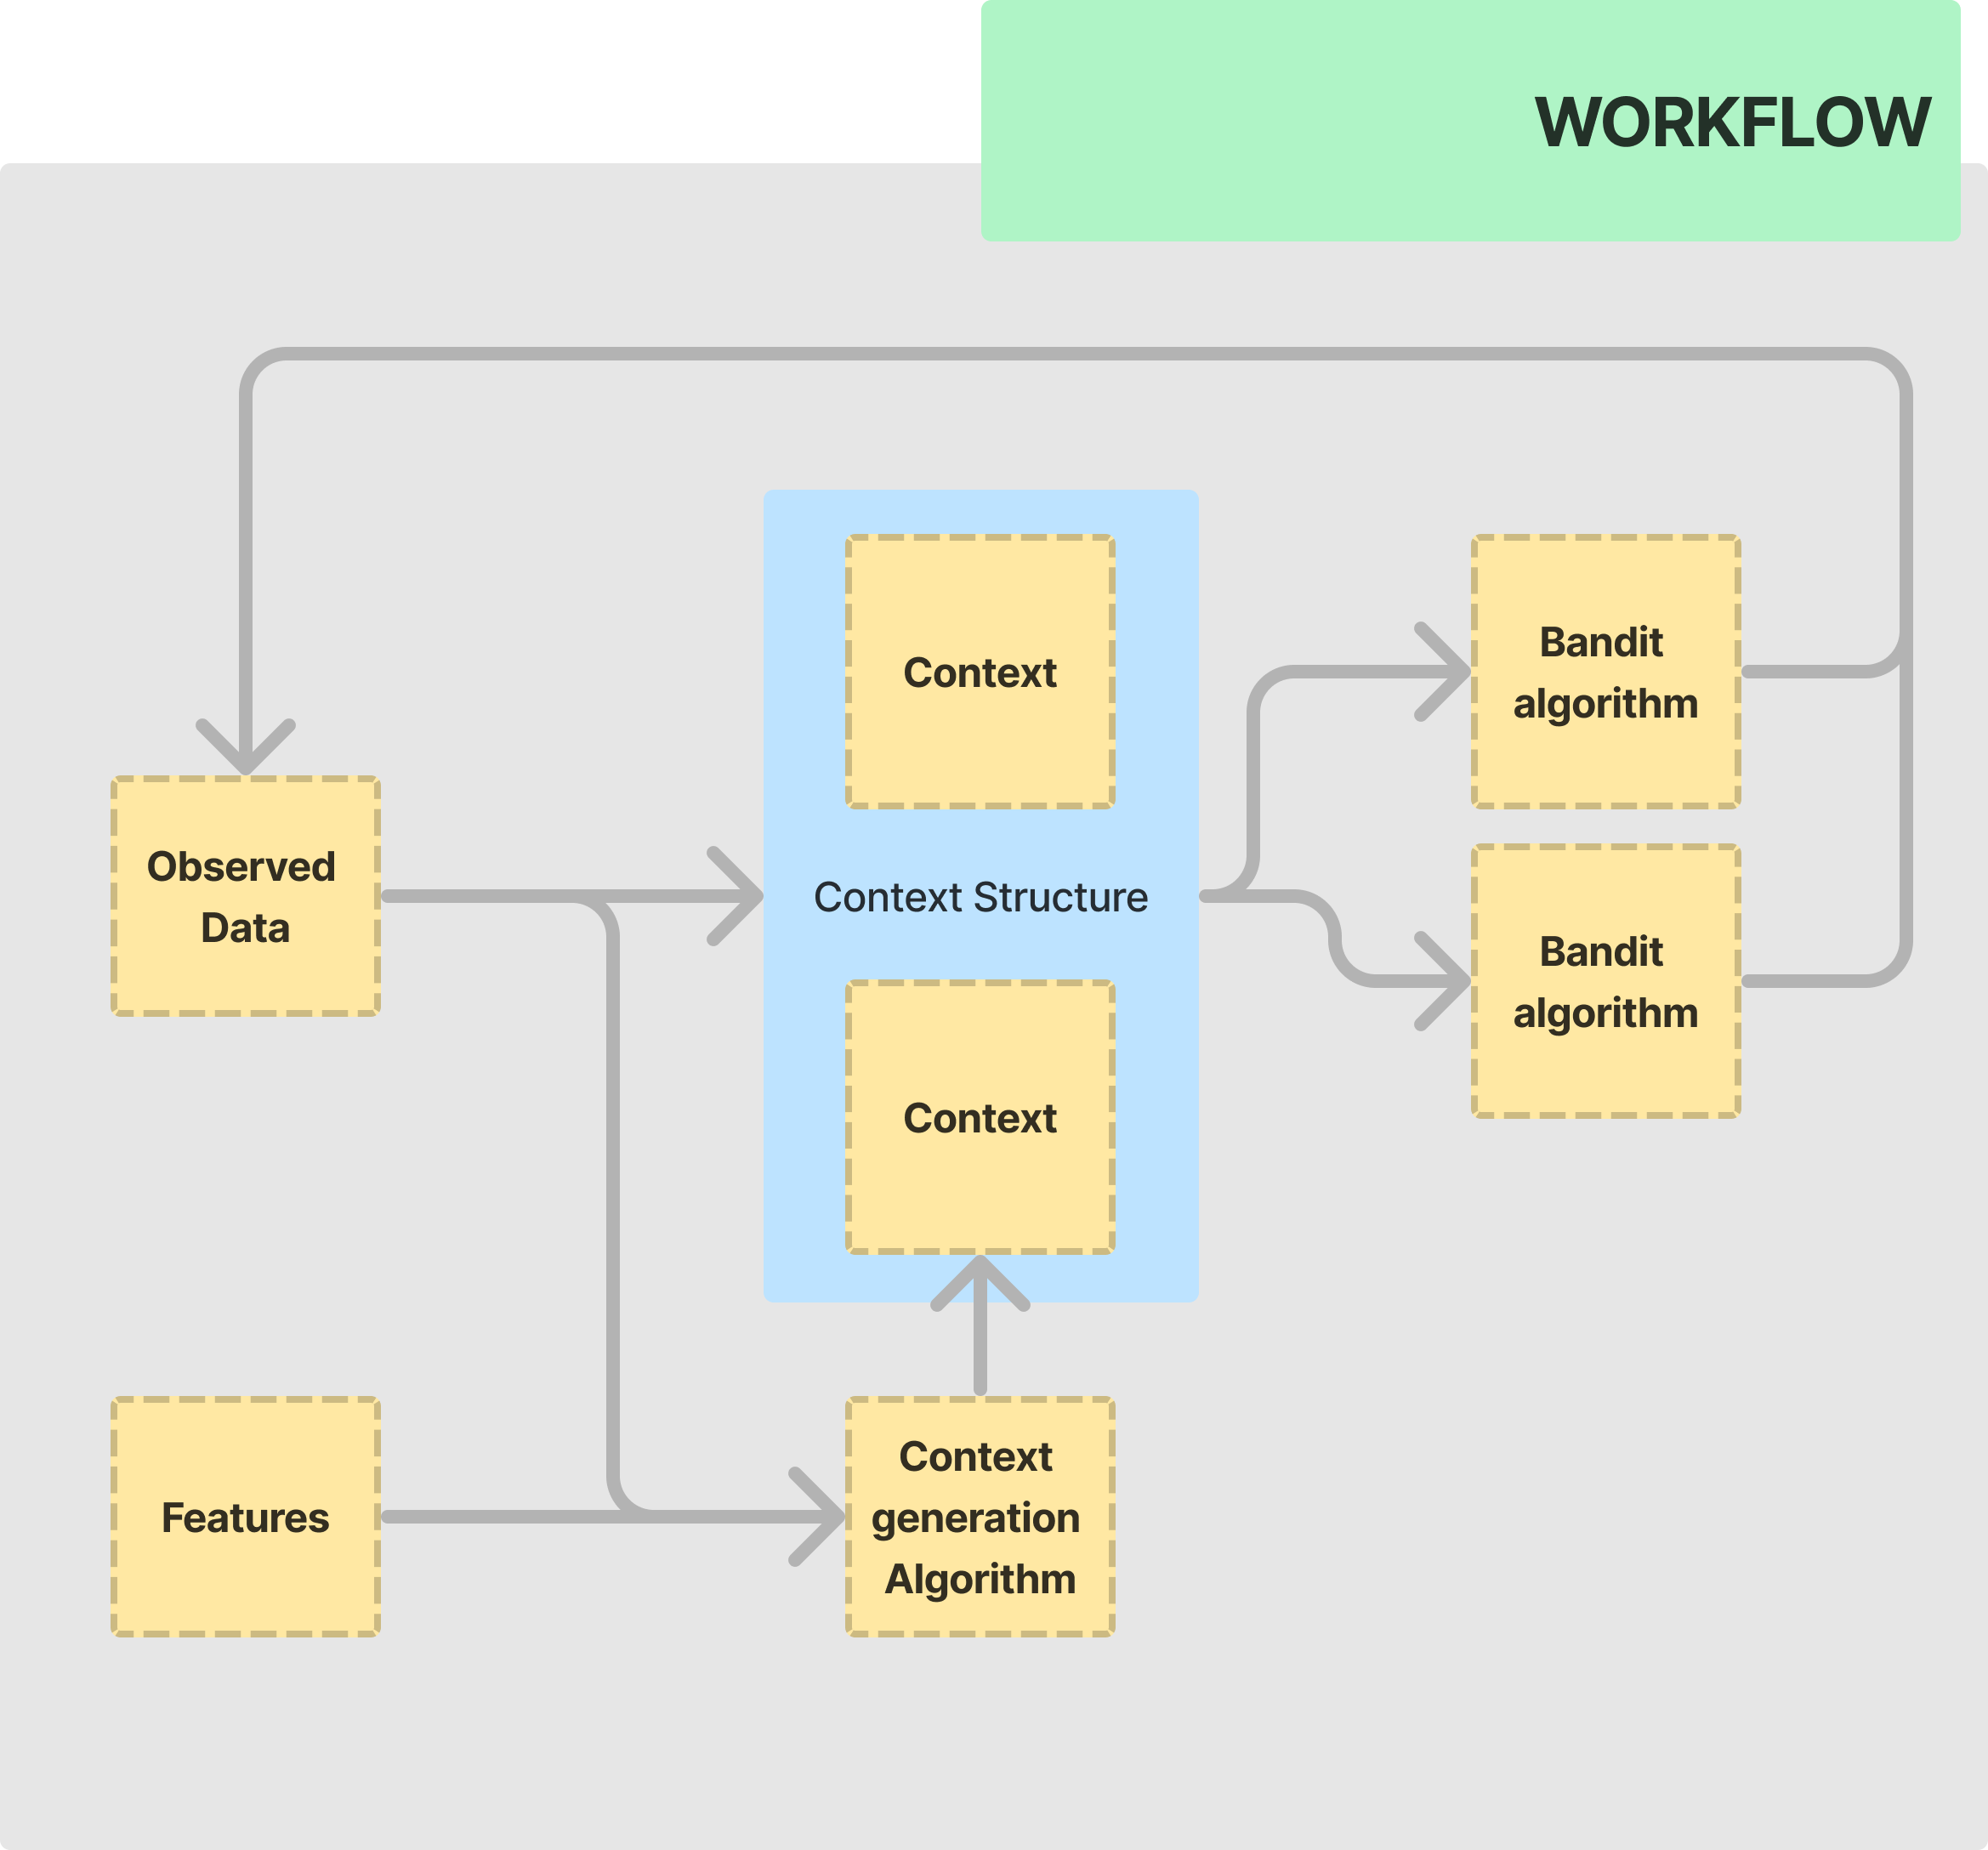 WORKFLOW
Context
Bandit
algorithm
Observed
Data
Context Structure
Bandit
algorithm
Context
Features
Context
generation
Algorithm